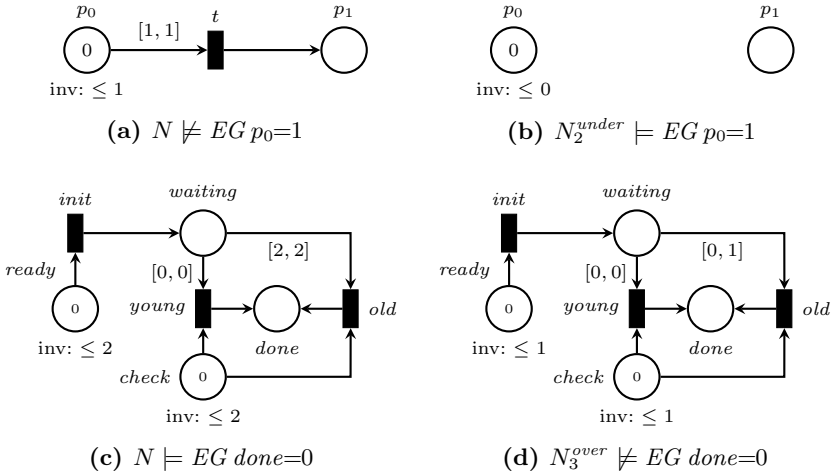 p₀ t p₁ p₀ p₁
0 [1, 1] 0
inv: ≤ 1 inv: ≤ 0
(a) N ⊭ EG p₀=1 (b) N₂ᵘⁿᵈᵉʳ ⊨ EG p₀=1
waiting waiting
init init
[2, 2] [0, 1]
ready [0, 0] ready [0, 0]
0 young old 0 young old
inv: ≤ 2 done inv: ≤ 1 done
check 0 check 0
inv: ≤ 2 inv: ≤ 1
(c) N ⊨ EG done=0 (d) N₃ᵒᵛᵉʳ ⊭ EG done=0